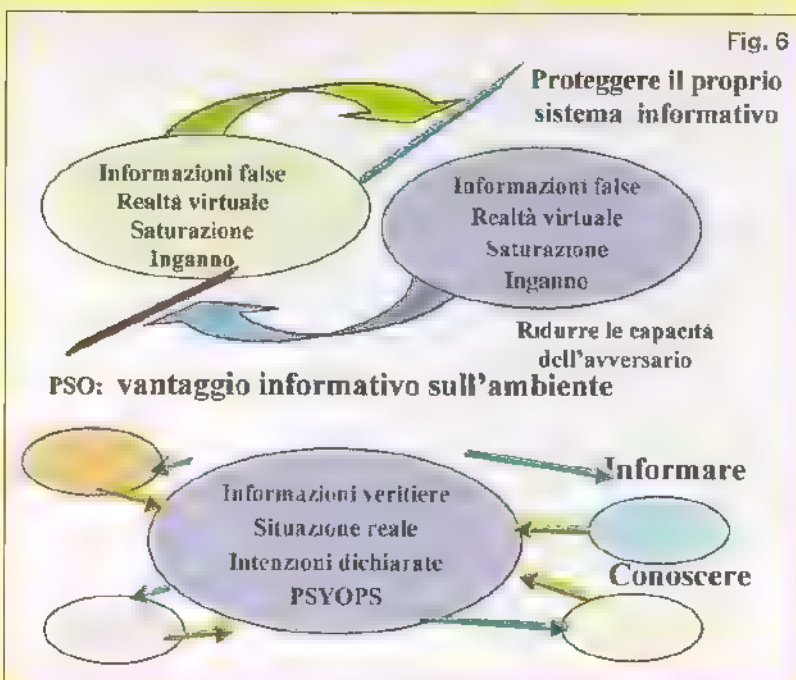 Fig. 6
Proteggere il proprio
sistema informativo
Informazioni false
Realtà virtuale
Saturazione
Inganno
Informazioni false
Realtà virtuale
Saturazione
Inganno
Ridurre le capacità
dell'avversario
PSO: vantaggio informativo sull'ambiente
Informare
Informazioni veritiere
Situazione reale
Intenzioni dichiarate
PSYOPS
Conoscere